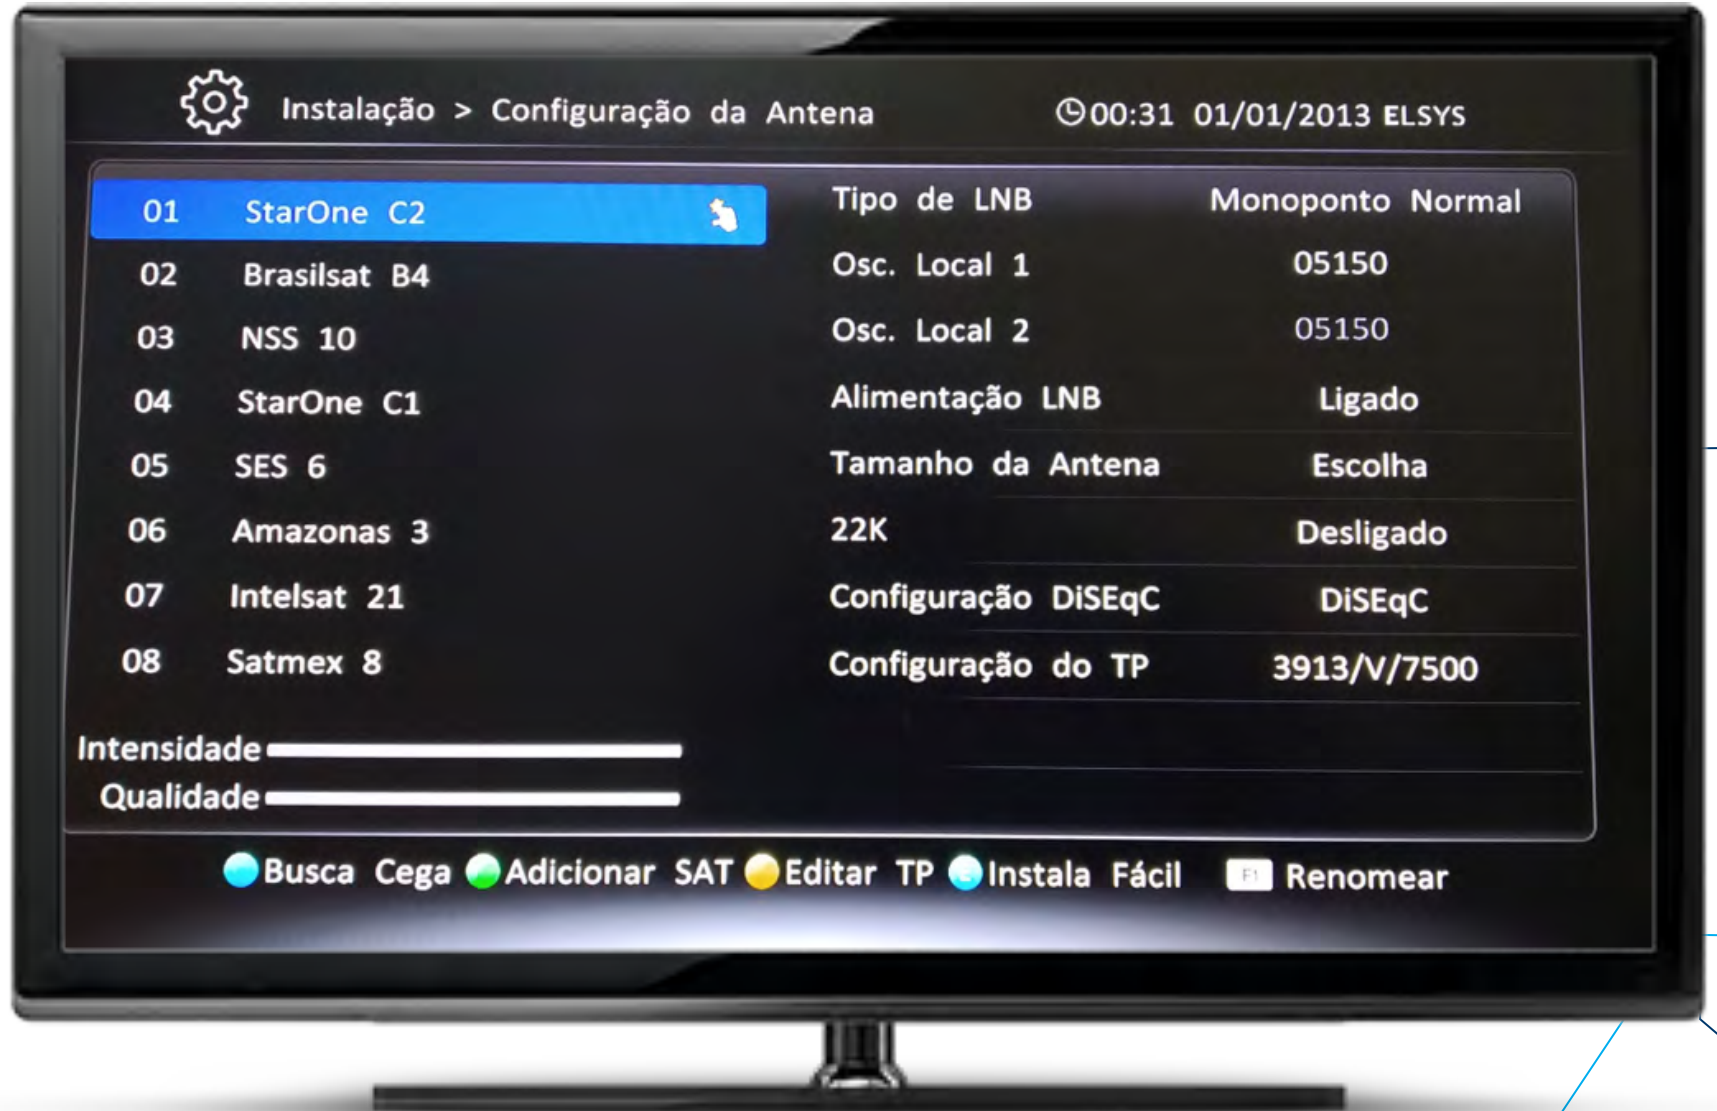 Instalação > Configuração da Antena
00:31 01/01/2013 ELSYS
01 StarOne C2
02 Brasilsat B4
03 NSS 10
04 StarOne C1
05 SES 6
06 Amazonas 3
07 Intelsat 21
08 Satmex 8
Intensidade
Qualidade
Tipo de LNB Monoponto Normal
Osc. Local 1 05150
Osc. Local 2 05150
Alimentação LNB Ligado
Tamanho da Antena Escolha
22K Desligado
Configuração DiSEqC DiSEqC
Configuração do TP 3913/V/7500
Busca Cega Adicionar SAT Editar TP Instala Fácil F1 Renomear